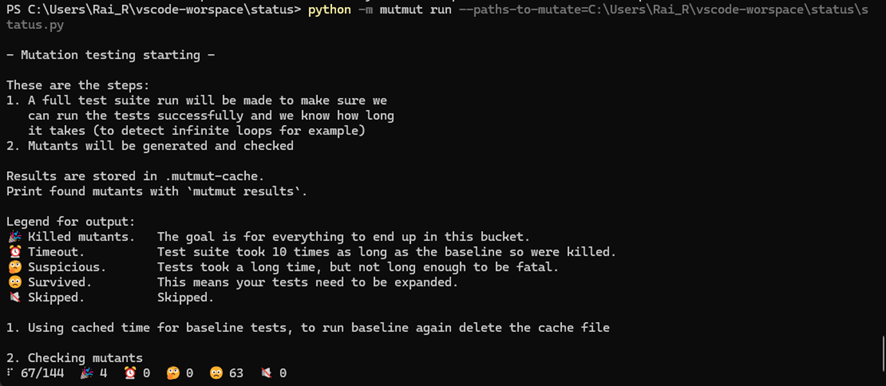 PS C:\Users\Rai_R\vscode-worspace\status> python -m mutmut run --paths-to-mutate=C:\Users\Rai_R\vscode-worspace\status\s
tatus.py
- Mutation testing starting -
These are the steps:
1. A full test suite run will be made to make sure we
can run the tests successfully and we know how long
it takes (to detect infinite loops for example)
2. Mutants will be generated and checked
Results are stored in .mutmut-cache.
Print found mutants with `mutmut results`.
Legend for output:
🎉 Killed mutants.   The goal is for everything to end up in this bucket.
⏰ Timeout.          Test suite took 10 times as long as the baseline so were killed.
🤔 Suspicious.       Tests took a long time, but not long enough to be fatal.
🙁 Survived.         This means your tests need to be expanded.
🔇 Skipped.          Skipped.
1. Using cached time for baseline tests, to run baseline again delete the cache file
2. Checking mutants
⠏ 67/144  🎉 4  ⏰ 0  🤔 0  🙁 63  🔇 0